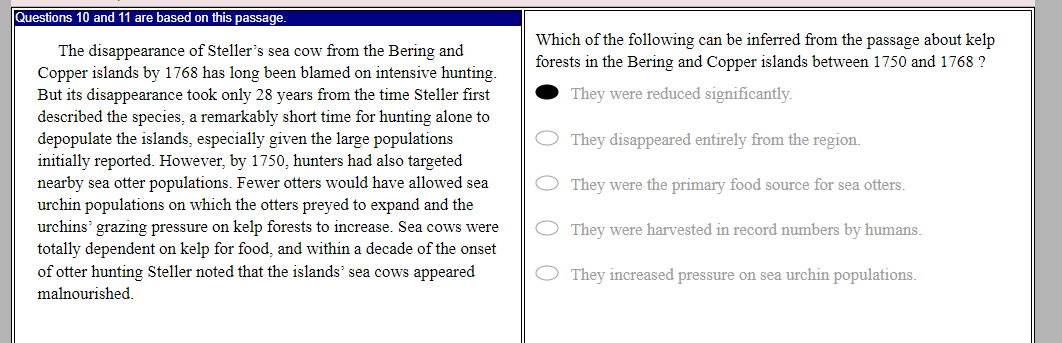 Questions 10 and 11 are based on this passage.
The disappearance of Steller's sea cow from the Bering and
Copper islands by 1768 has long been blamed on intensive hunting.
But its disappearance took only 28 years from the time Steller first
described the species, a remarkably short time for hunting alone to
depopulate the islands, especially given the large populations
initially reported. However, by 1750, hunters had also targeted
nearby sea otter populations. Fewer otters would have allowed sea
urchin populations on which the otters preyed to expand and the
urchins' grazing pressure on kelp forests to increase. Sea cows were
totally dependent on kelp for food, and within a decade of the onset
of otter hunting Steller noted that the islands' sea cows appeared
malnourished.
Which of the following can be inferred from the passage about kelp
forests in the Bering and Copper islands between 1750 and 1768 ?
They were reduced significantly.
They disappeared entirely from the region.
They were the primary food source for sea otters.
They were harvested in record numbers by humans.
They increased pressure on sea urchin populations.